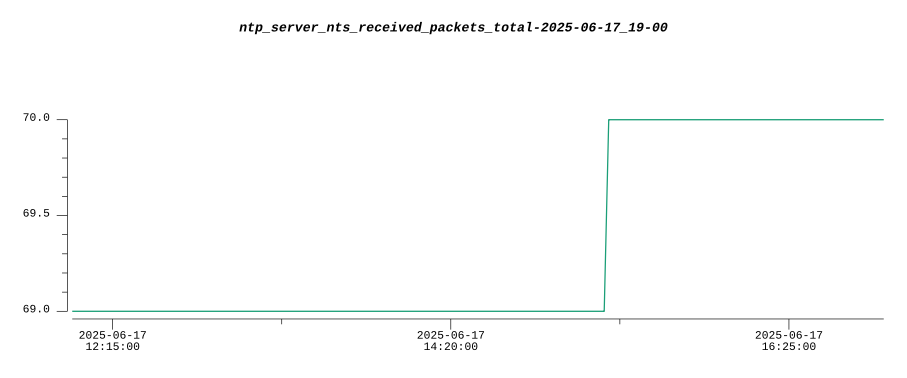 ntp_server_nts_received_packets_total-2025-06-17_19-00
70.0
69.5
69.0
2025-06-17 2025-06-17 2025-06-17
12:15:00 14:20:00 16:25:00